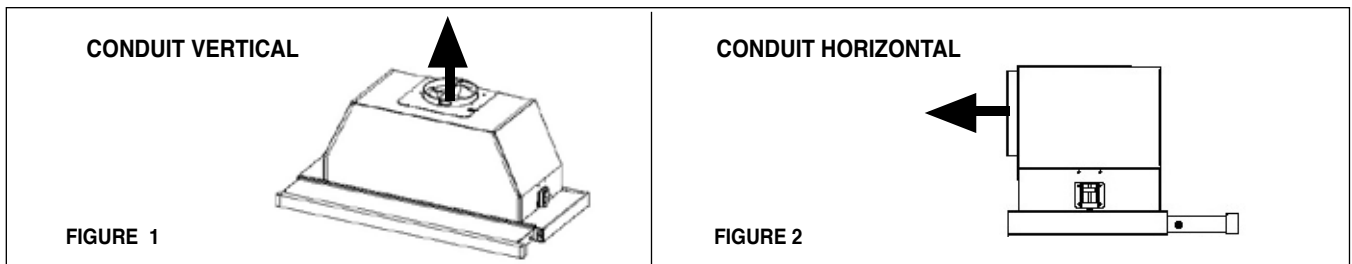 CONDUIT VERTICAL
FIGURE 1
CONDUIT HORIZONTAL
FIGURE 2